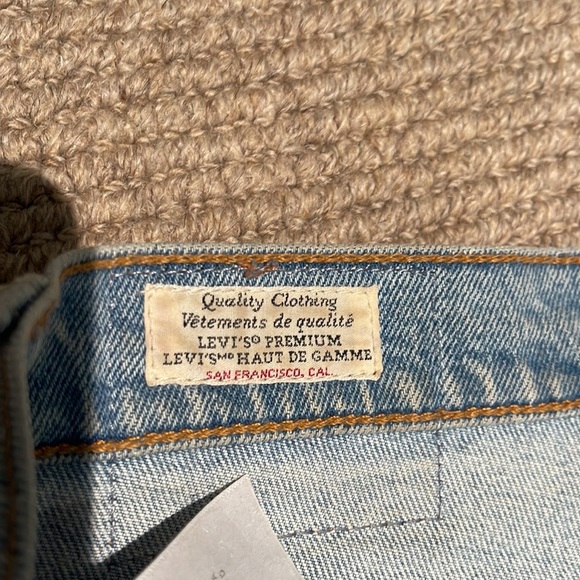 Quality Clothing
Vêtements de qualité
LEVI'S® PREMIUM
LEVI'Sᴹᴰ HAUT DE GAMME
SAN FRANCISCO, CAL.